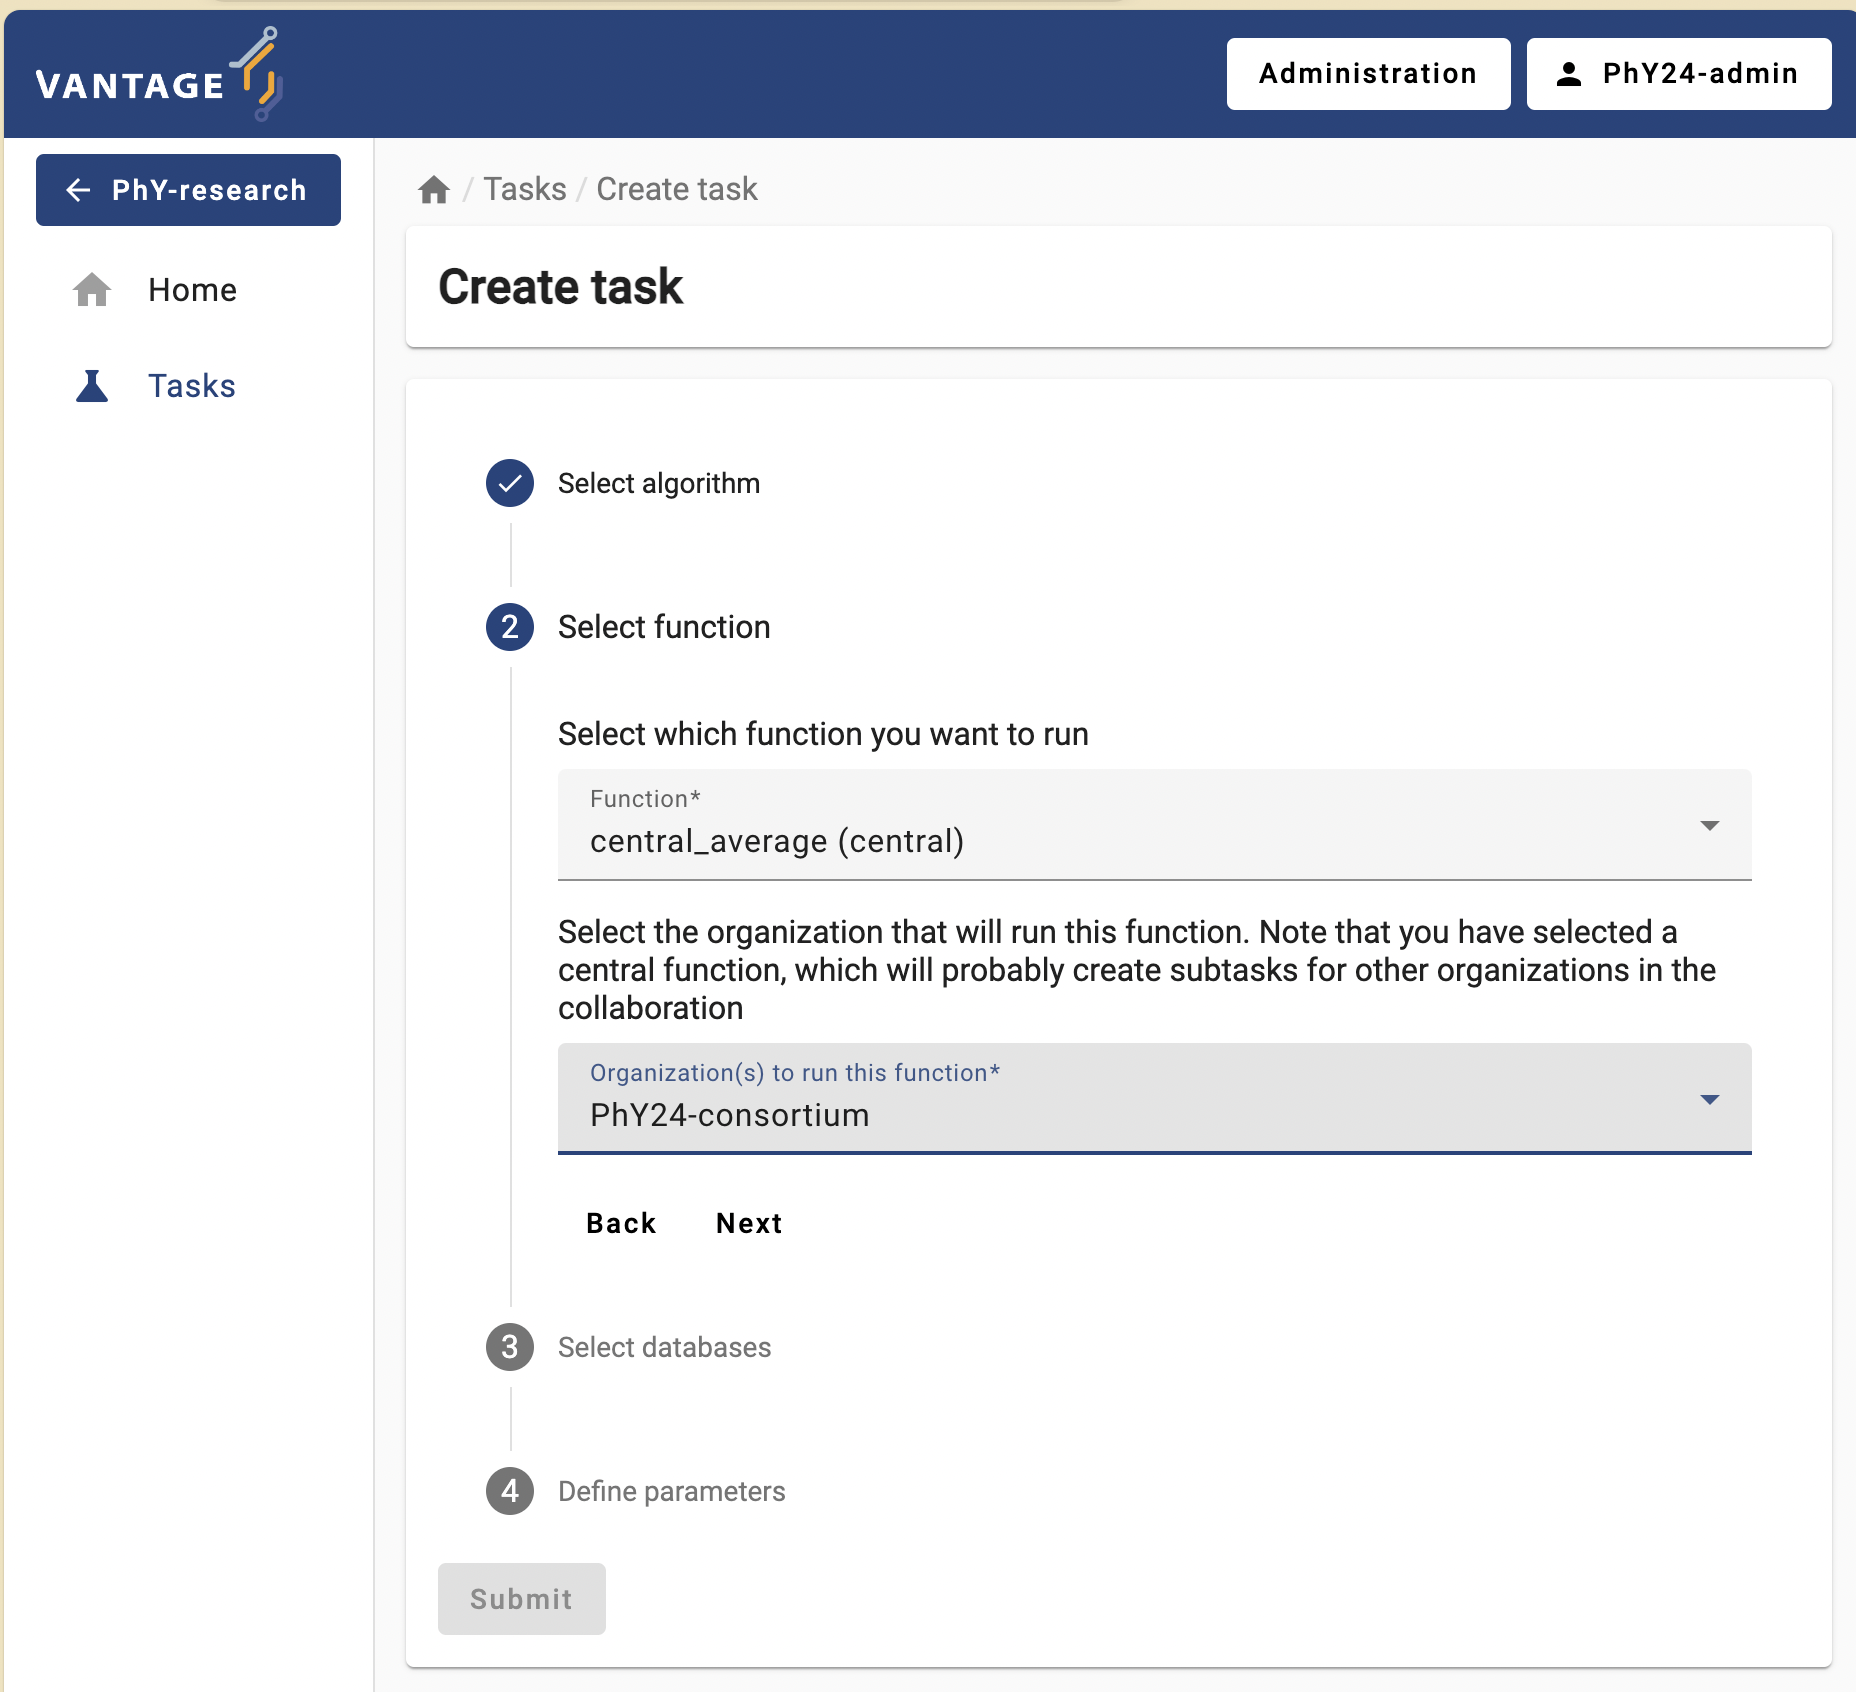 VANTAGE
Administration
PhY24-admin
PhY-research
Home
Tasks
/ Tasks / Create task
Create task
Select algorithm
2 Select function
Select which function you want to run
Function*
central_average (central)
Select the organization that will run this function. Note that you have selected a
central function, which will probably create subtasks for other organizations in the
collaboration
Organization(s) to run this function*
PhY24-consortium
Back Next
3 Select databases
4 Define parameters
Submit